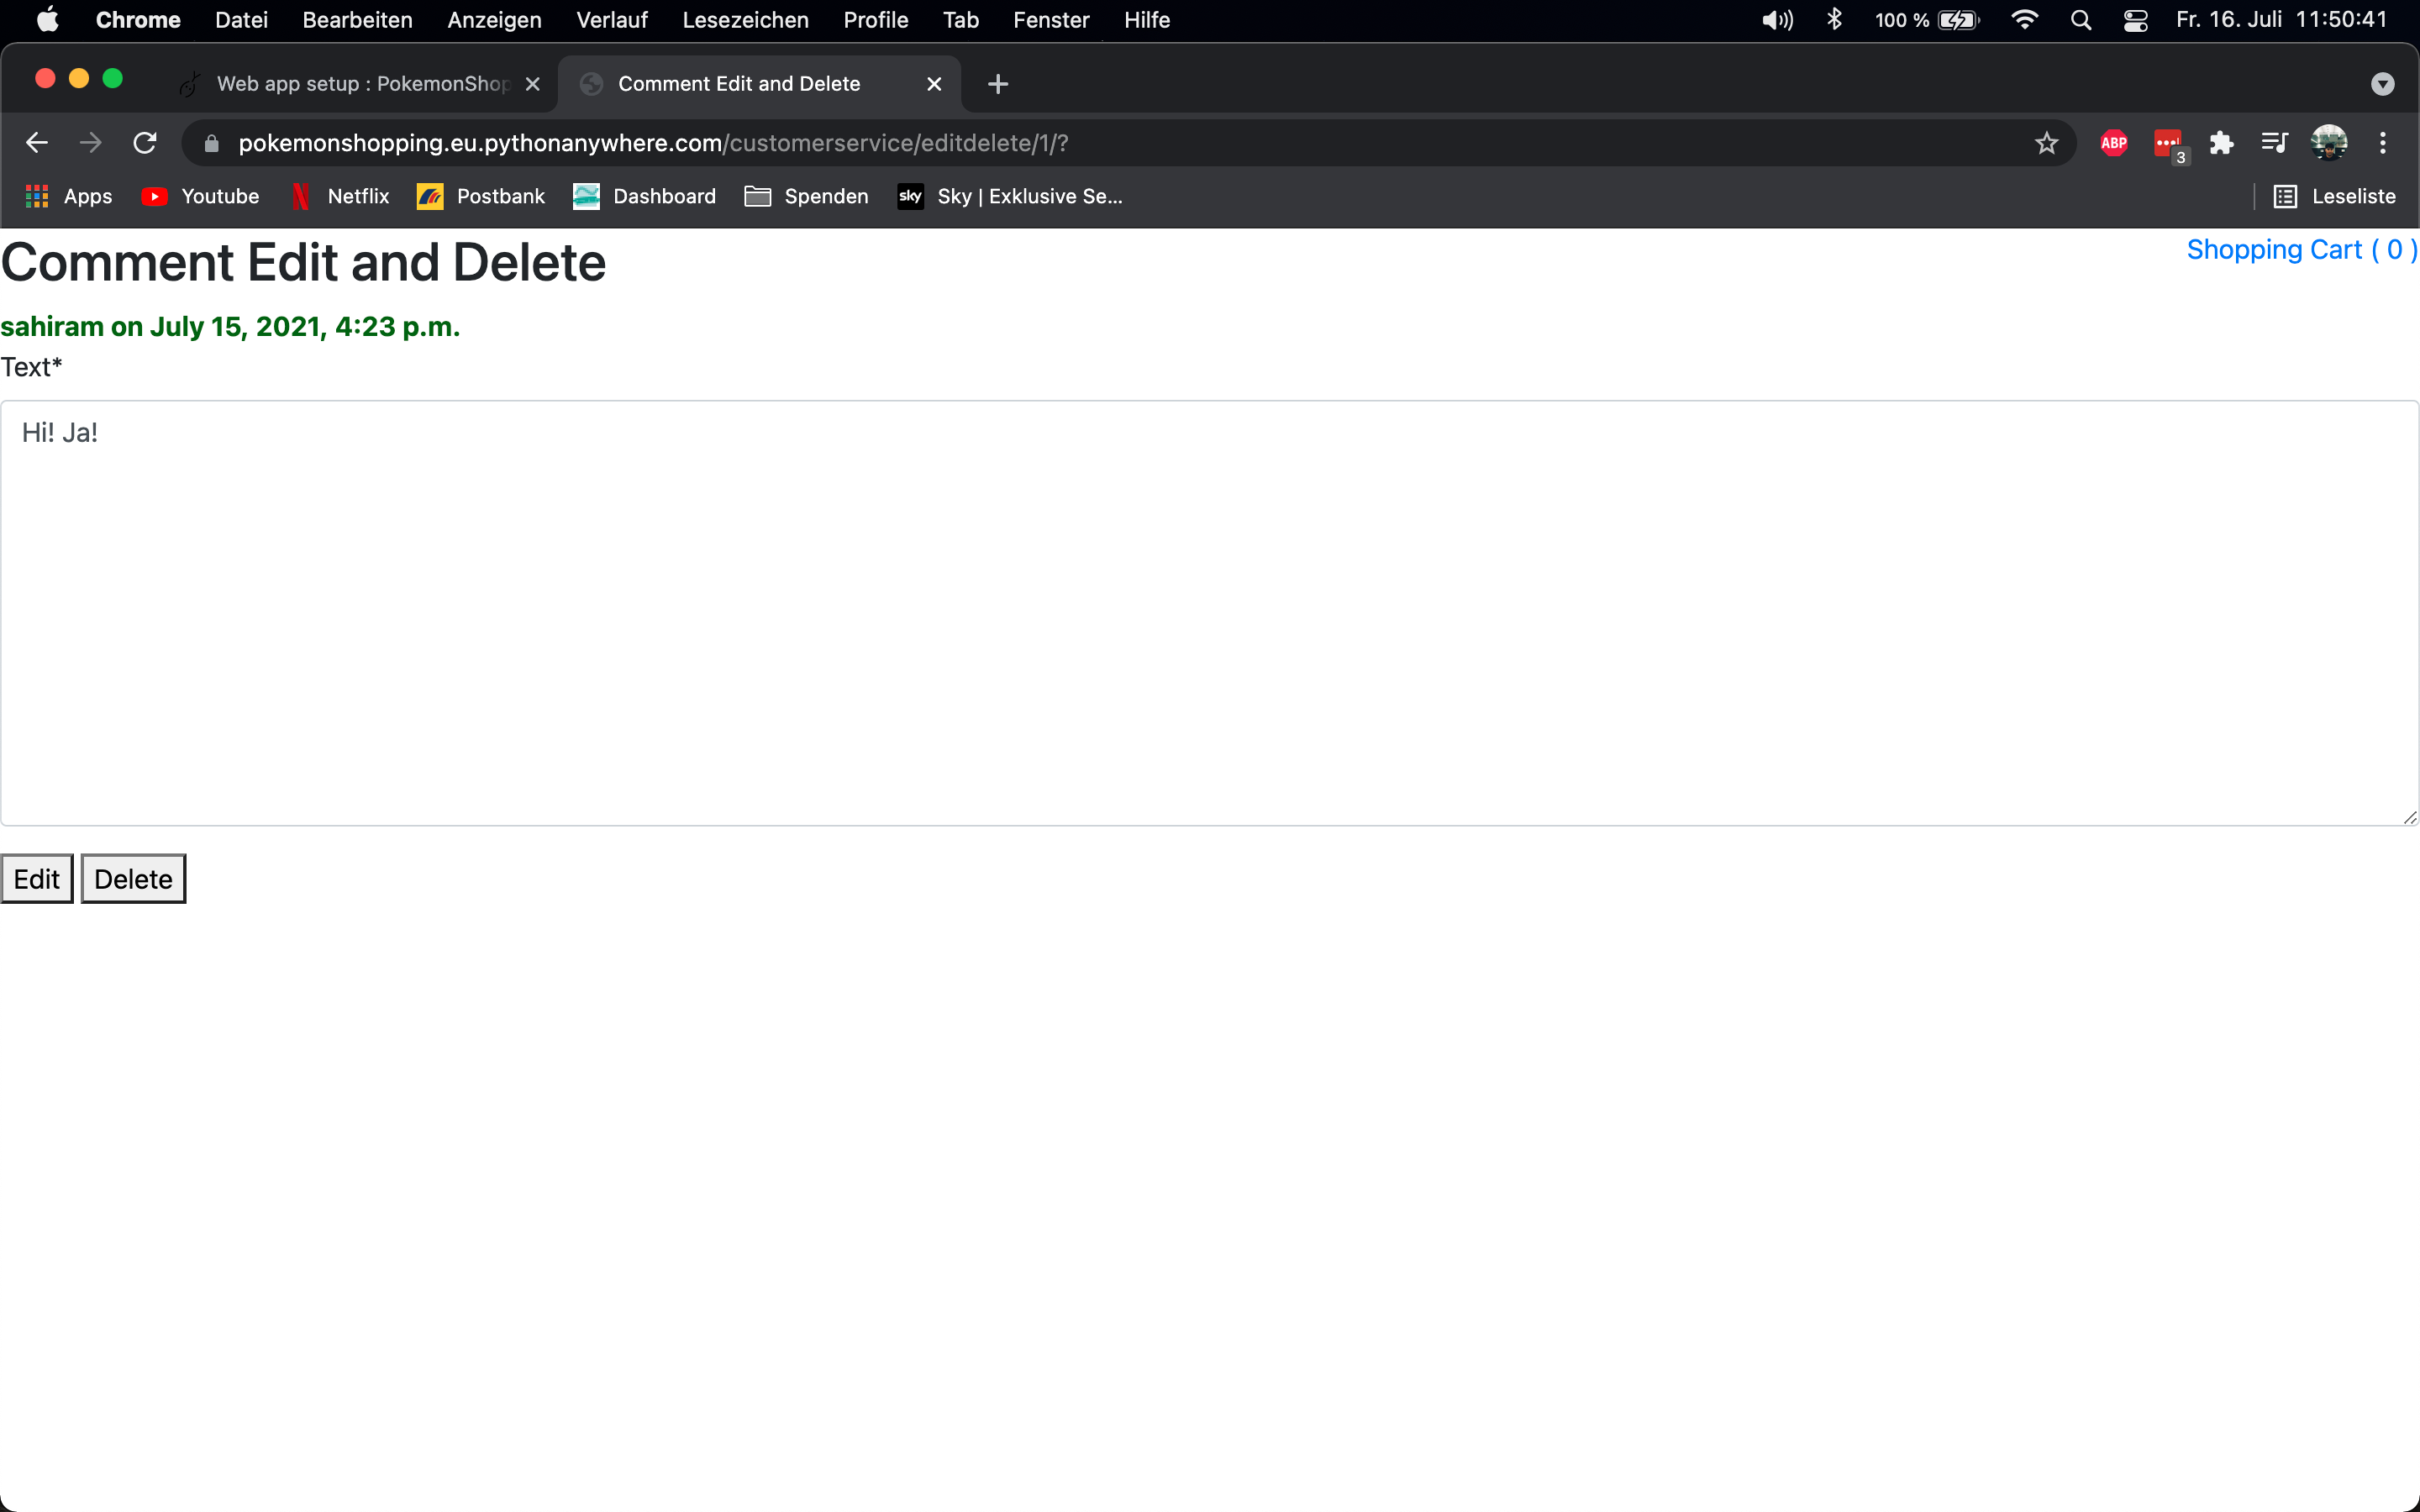 Chrome Datei Bearbeiten Anzeigen Verlauf Lesezeichen Profile Tab Fenster Hilfe 100 % Fr. 16. Juli 11:50:41
Web app setup : PokemonShop Comment Edit and Delete
pokemonshopping.eu.pythonanywhere.com/customerservice/editdelete/1/? ABP 3
Apps Youtube Netflix Postbank Dashboard Spenden sky Sky | Exklusive Se... Leseliste
Comment Edit and Delete Shopping Cart ( 0 )
sahiram on July 15, 2021, 4:23 p.m.
Text*
Hi! Ja!
Edit Delete